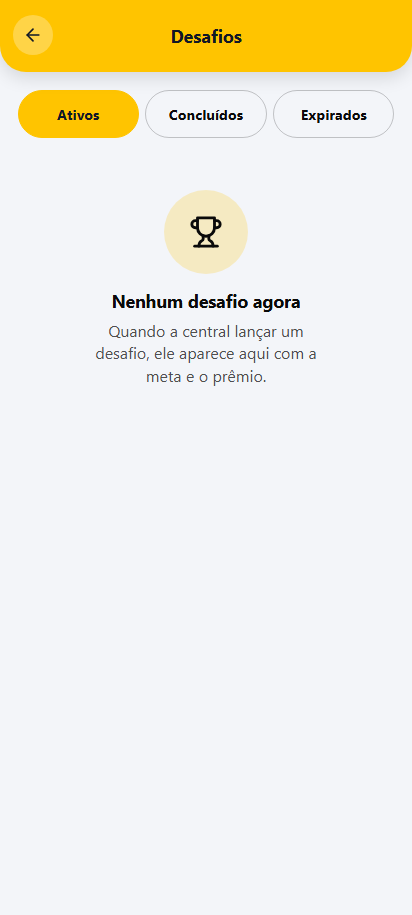 Desafios
Ativos
Concluídos
Expirados
Nenhum desafio agora
Quando a central lançar um
desafio, ele aparece aqui com a
meta e o prêmio.